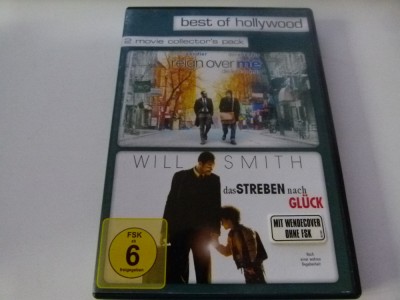 best of hollywood
2 movie collector's pack
reign over me
WILL SMITH
das STREBEN nach
GLÜCK
MIT WENDECOVER
OHNE FSK
FSK
ab
6
freigegeben